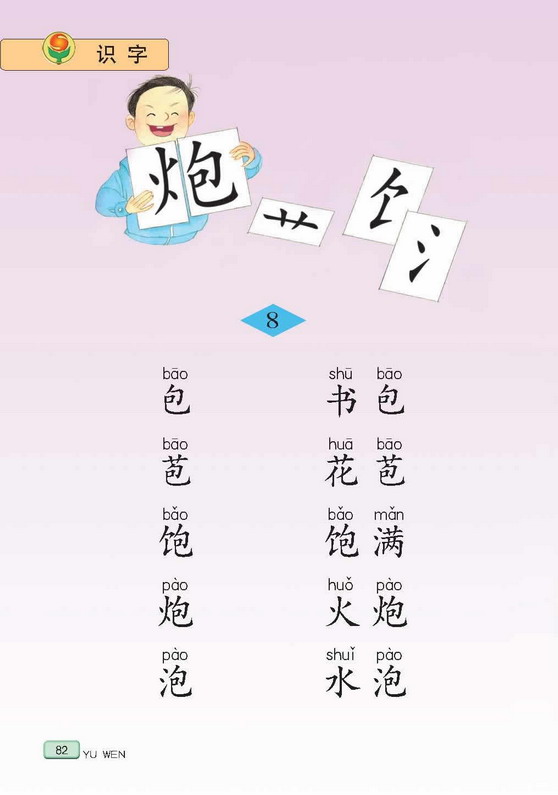 识字
炮 艹 饣 氵
8
bāo shū bāo
包 书包
bāo huā bāo
苞 花苞
bǎo bǎo mǎn
饱 饱满
pào huǒ pào
炮 火炮
pào shuǐ pào
泡 水泡
82 YU WEN